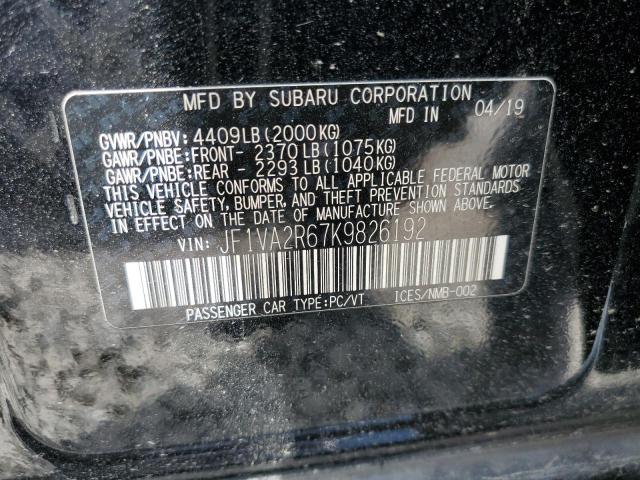 MFD BY SUBARU CORPORATION
MFD IN 04/19
GVWR/PNBV: 4409LB(2000KG)
GAWR/PNBE:FRONT- 2370LB(1075KG)
GAWR/PNBE:REAR - 2293LB(1040KG)
THIS VEHICLE CONFORMS TO ALL APPLICABLE FEDERAL MOTOR
VEHICLE SAFETY, BUMPER, AND THEFT PREVENTION STANDARDS
IN EFFECT ON THE DATE OF MANUFACTURE SHOWN ABOVE.
VIN: JF1VA2R67K9826192
PASSENGER CAR TYPE:PC/VT ICES/NMB-002